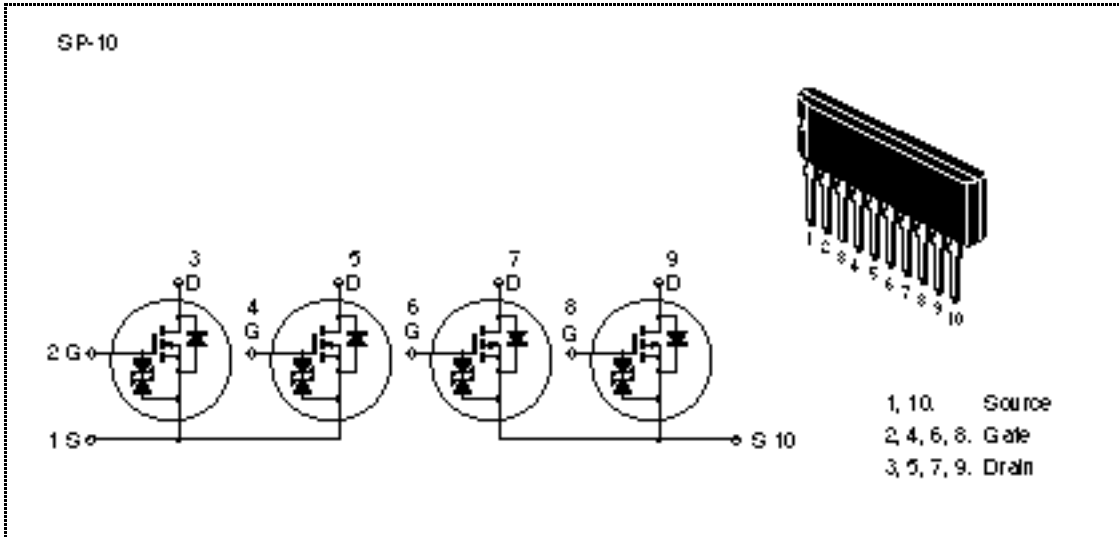 SP-10
3
D
5
D
7
D
9
D
4
G
6
G
8
G
2 G
1 S
S 10
1
2
3
4
5
6
7
8
9
10
1, 10. Source
2, 4, 6, 8. Gate
3, 5, 7, 9. Drain